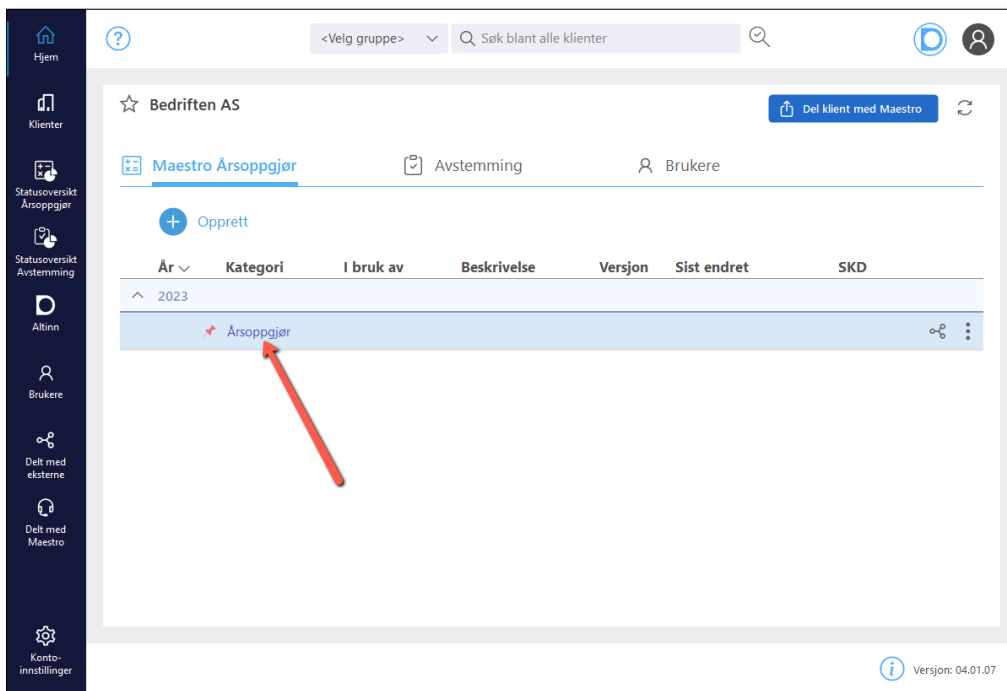 Hjem
Klienter
Statusoversikt
Årsoppgjør
Statusoversikt
Avstemming
Altinn
Brukere
Delt med
eksterne
Delt med
Maestro
Konto-
innstillinger
?
<Velg gruppe>
Søk blant alle klienter
Bedriften AS
Del klient med Maestro
Maestro Årsoppgjør
Avstemming
Brukere
Opprett
År Kategori I bruk av Beskrivelse Versjon Sist endret SKD
2023
Årsoppgjør
i Versjon: 04.01.07